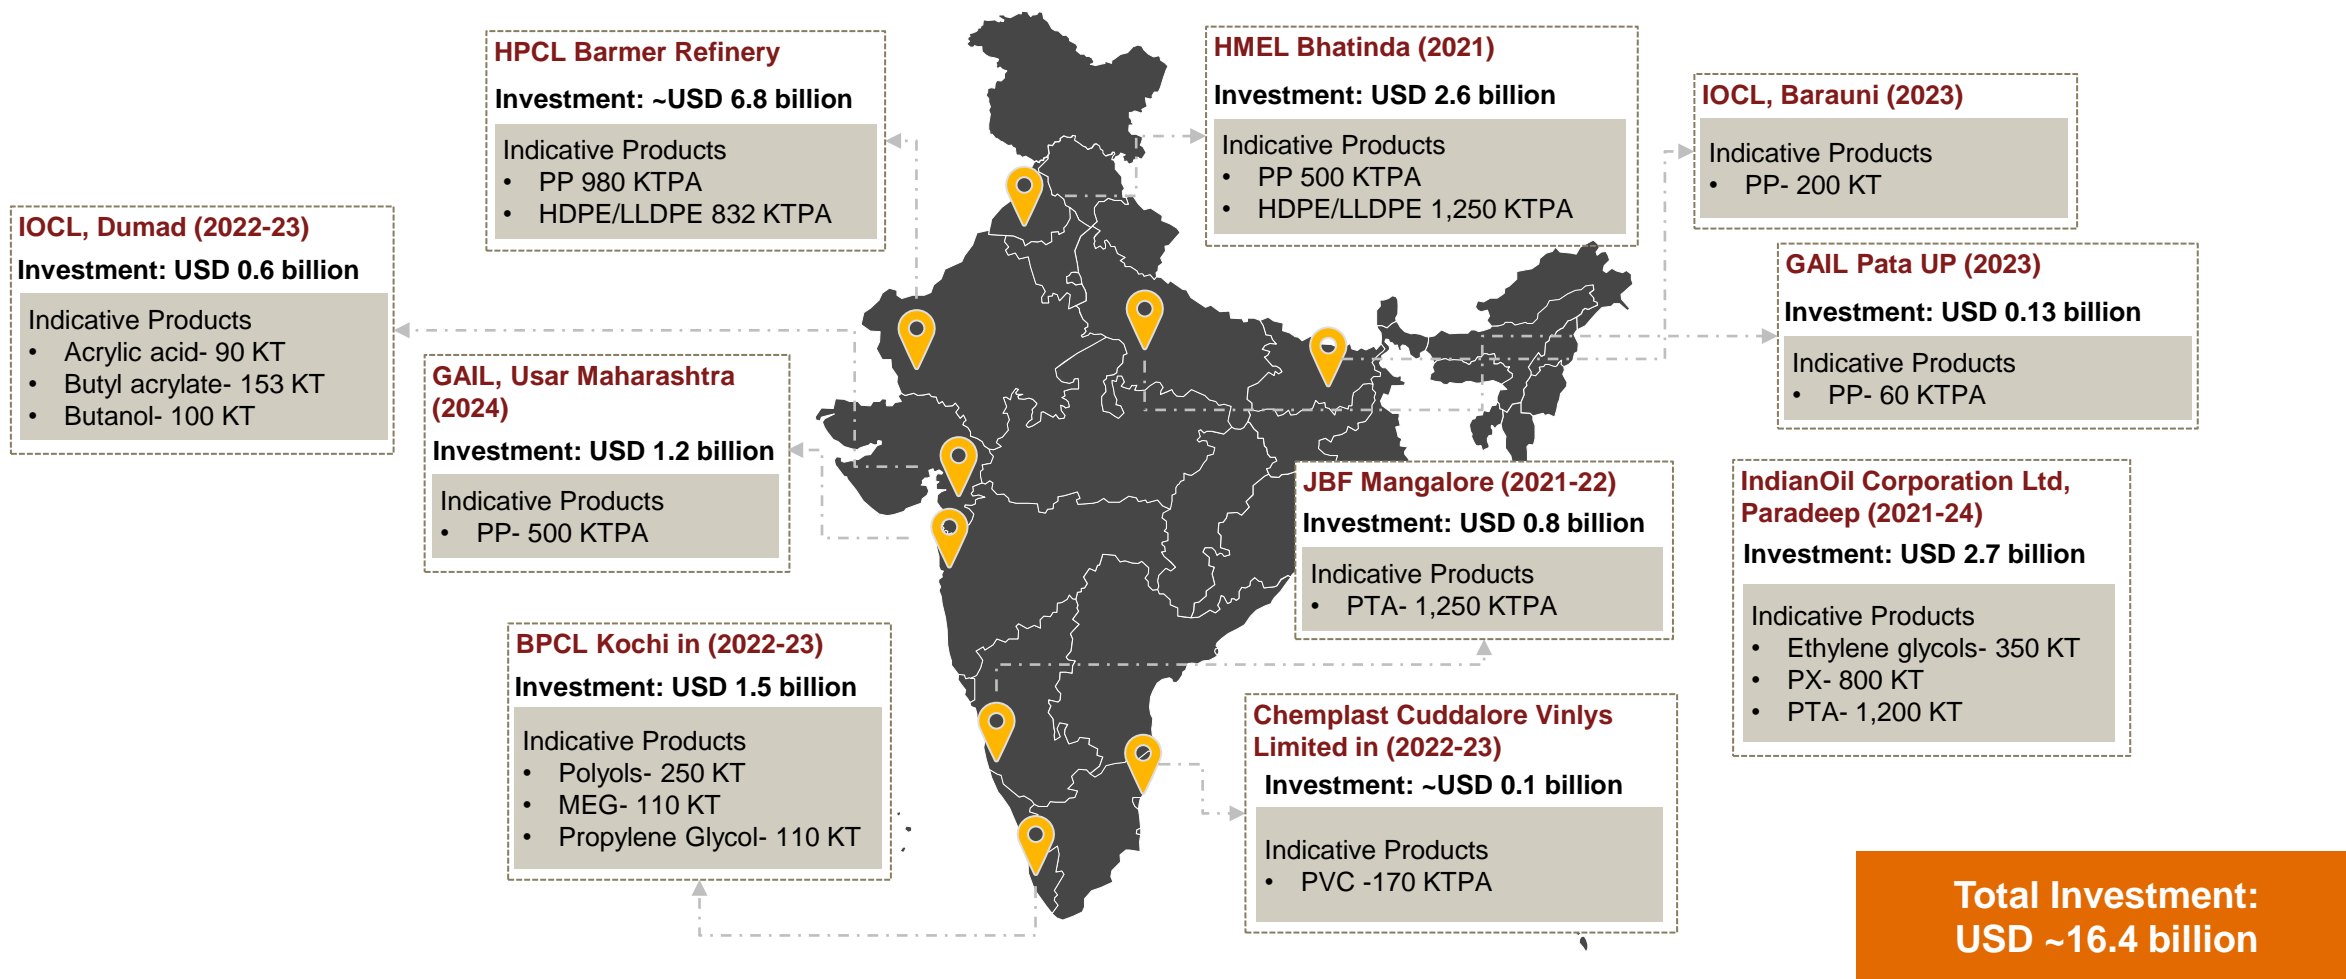 HPCL Barmer Refinery
Investment: ~USD 6.8 billion
Indicative Products
• PP 980 KTPA
• HDPE/LLDPE 832 KTPA
HMEL Bhatinda (2021)
Investment: USD 2.6 billion
Indicative Products
• PP 500 KTPA
• HDPE/LLDPE 1,250 KTPA
IOCL, Barauni (2023)
Indicative Products
• PP- 200 KT
IOCL, Dumad (2022-23)
Investment: USD 0.6 billion
Indicative Products
• Acrylic acid- 90 KT
• Butyl acrylate- 153 KT
• Butanol- 100 KT
GAIL Pata UP (2023)
Investment: USD 0.13 billion
Indicative Products
• PP- 60 KTPA
GAIL, Usar Maharashtra
(2024)
Investment: USD 1.2 billion
Indicative Products
• PP- 500 KTPA
JBF Mangalore (2021-22)
Investment: USD 0.8 billion
Indicative Products
• PTA- 1,250 KTPA
IndianOil Corporation Ltd,
Paradeep (2021-24)
Investment: USD 2.7 billion
Indicative Products
• Ethylene glycols- 350 KT
• PX- 800 KT
• PTA- 1,200 KT
BPCL Kochi in (2022-23)
Investment: USD 1.5 billion
Indicative Products
• Polyols- 250 KT
• MEG- 110 KT
• Propylene Glycol- 110 KT
Chemplast Cuddalore Vinlys
Limited in (2022-23)
Investment: ~USD 0.1 billion
Indicative Products
• PVC -170 KTPA
Total Investment:
USD ~16.4 billion